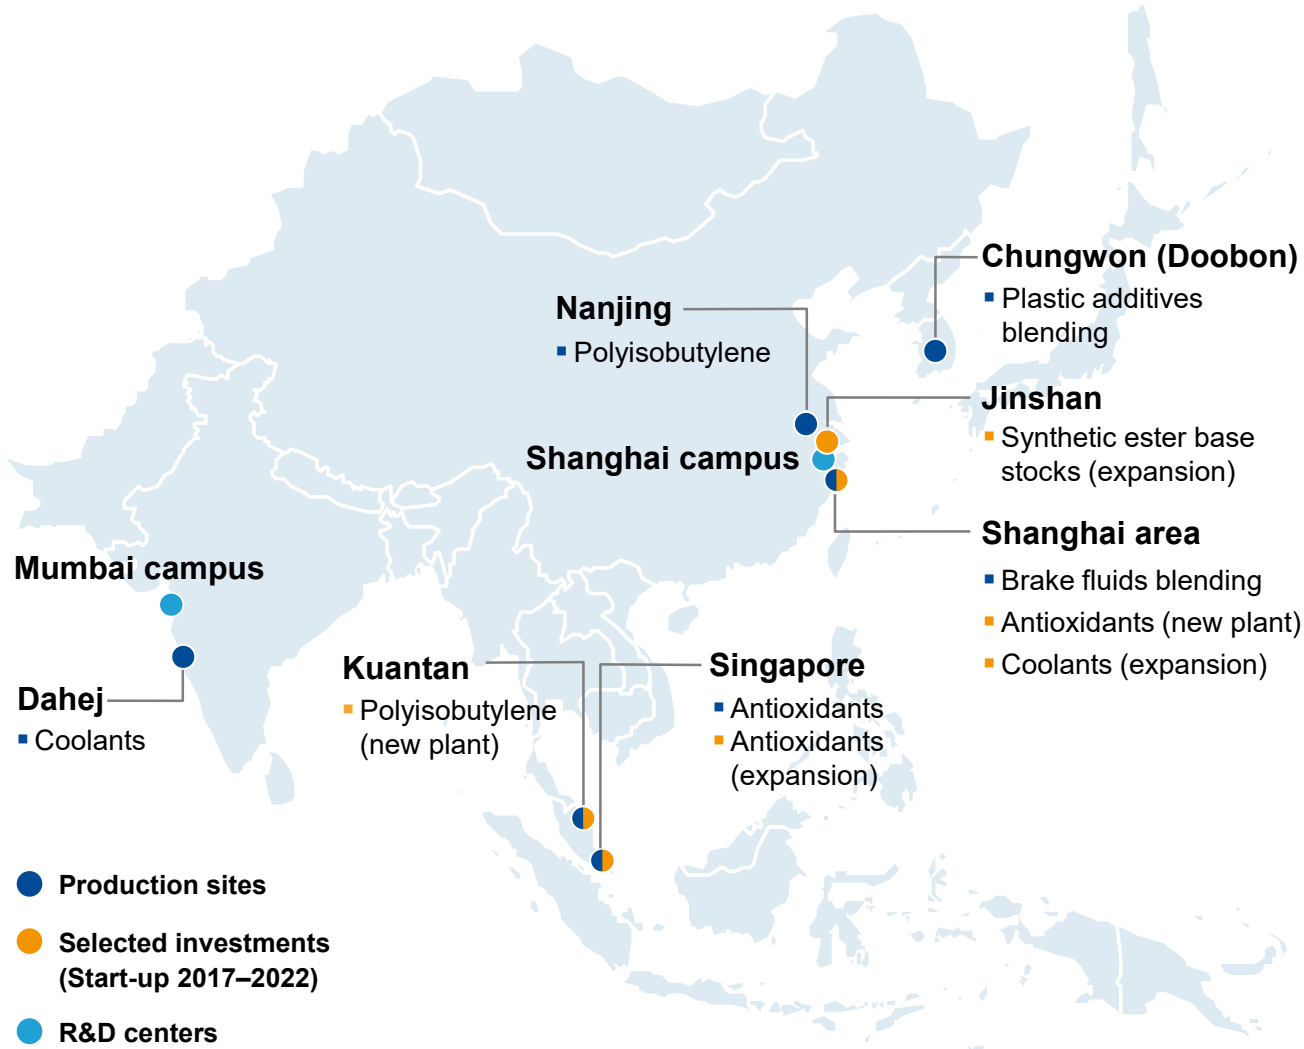 Chungwon (Doobon)
Plastic additives
blending
Nanjing
Polyisobutylene
Jinshan
Synthetic ester base
stocks (expansion)
Shanghai campus
Shanghai area
Brake fluids blending
Antioxidants (new plant)
Coolants (expansion)
Mumbai campus
Dahej
Coolants
Kuantan
Polyisobutylene
(new plant)
Singapore
Antioxidants
Antioxidants
(expansion)
Production sites
Selected investments
(Start-up 2017–2022)
R&D centers